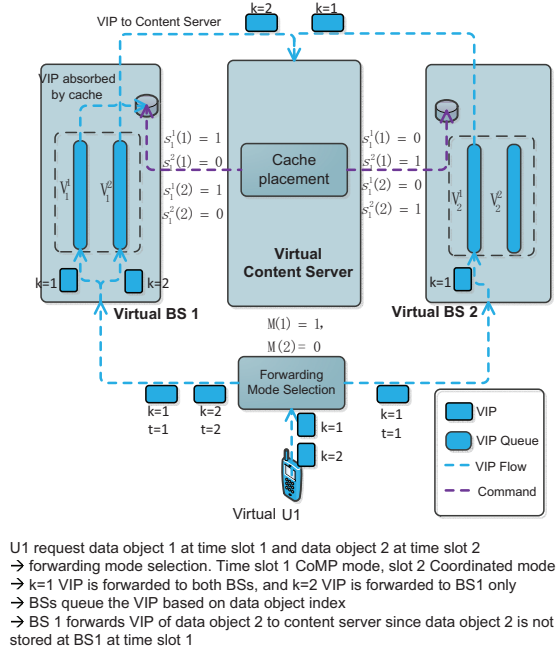 VIP to Content Server
k=2
k=1
VIP absorbed
by cache
s₁¹(1) = 1
s₁²(1) = 0
s₁¹(2) = 1
s₁²(2) = 0
Cache
placement
s₁¹(1) = 0
s₁²(1) = 1
s₁¹(2) = 0
s₁²(2) = 1
V₁¹
V₁²
V₂¹
V₂²
Virtual
Content Server
k=1
k=2
k=1
Virtual BS 1
Virtual BS 2
M(1) = 1,
M(2)= 0
Forwarding
Mode Selection
k=1
t=1
k=2
t=2
k=1
t=1
k=1
k=2
Virtual U1
VIP
VIP Queue
VIP Flow
Command
U1 request data object 1 at time slot 1 and data object 2 at time slot 2
→ forwarding mode selection. Time slot 1 CoMP mode, slot 2 Coordinated mode
→ k=1 VIP is forwarded to both BSs, and k=2 VIP is forwarded to BS1 only
→ BSs queue the VIP based on data object index
→ BS 1 forwards VIP of data object 2 to content server since data object 2 is not
stored at BS1 at time slot 1